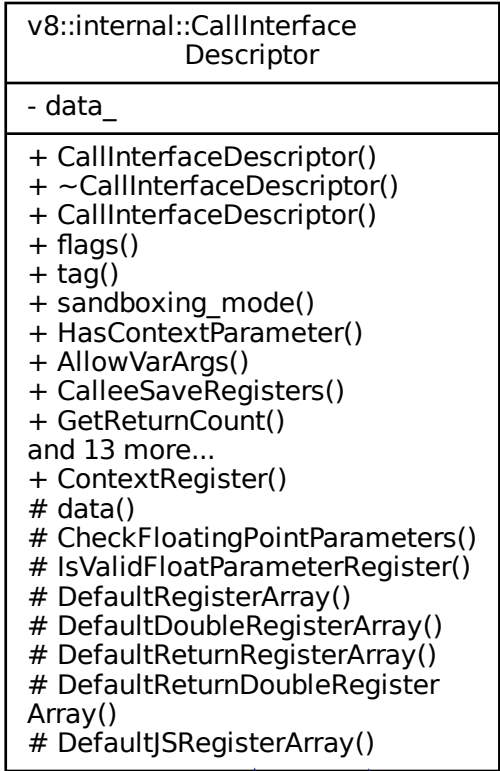 v8::internal::CallInterface
Descriptor
- data_
+ CallInterfaceDescriptor()
+ ~CallInterfaceDescriptor()
+ CallInterfaceDescriptor()
+ flags()
+ tag()
+ sandboxing_mode()
+ HasContextParameter()
+ AllowVarArgs()
+ CalleeSaveRegisters()
+ GetReturnCount()
and 13 more...
+ ContextRegister()
# data()
# CheckFloatingPointParameters()
# IsValidFloatParameterRegister()
# DefaultRegisterArray()
# DefaultDoubleRegisterArray()
# DefaultReturnRegisterArray()
# DefaultReturnDoubleRegister
Array()
# DefaultJSRegisterArray()